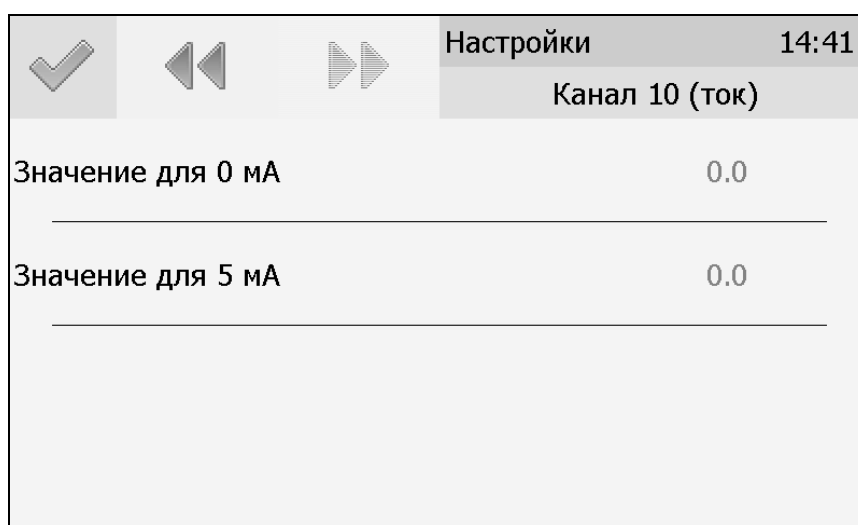 Настройки 14:41
Канал 10 (ток)
Значение для 0 мА 0.0
Значение для 5 мА 0.0